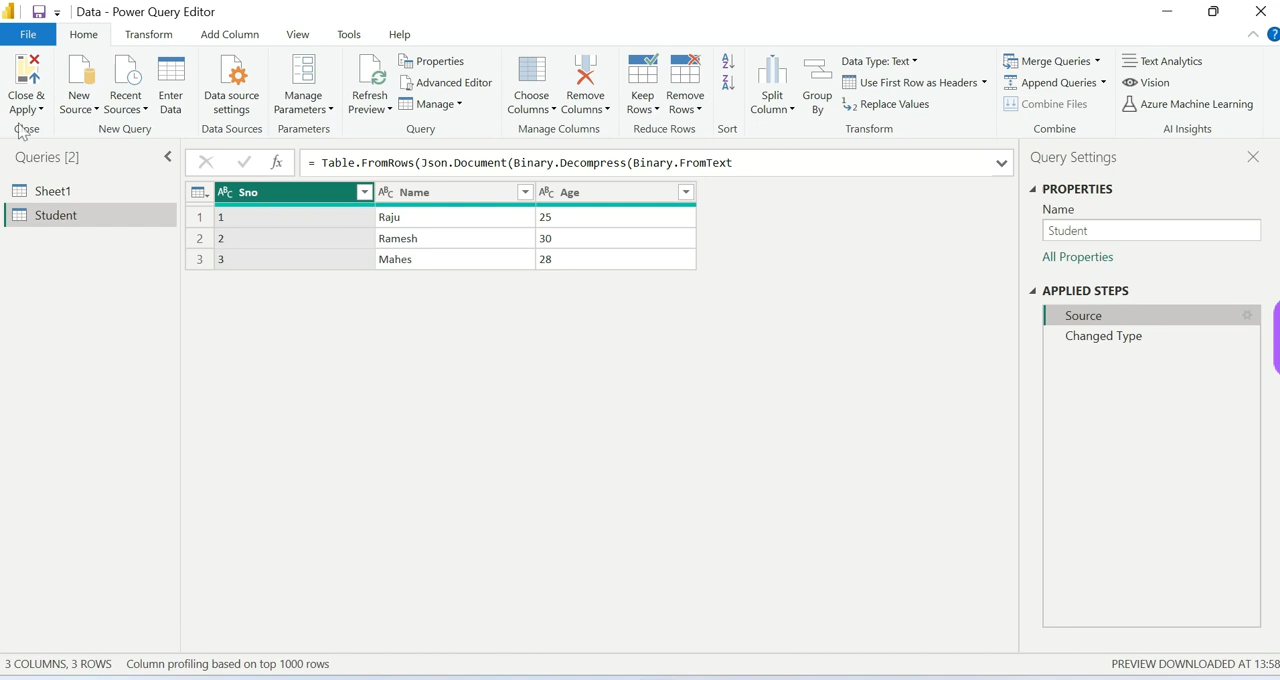 Data - Power Query Editor
File Home Transform Add Column View Tools Help
Close & Apply
Close
New Source
Recent Sources
Enter Data
New Query
Data source settings
Data Sources
Manage Parameters
Parameters
Refresh Preview
Properties
Advanced Editor
Manage
Query
Choose Columns
Remove Columns
Manage Columns
Keep Rows
Remove Rows
Reduce Rows
Sort
Split Column
Group By
Data Type: Text
Use First Row as Headers
Replace Values
Transform
Merge Queries
Append Queries
Combine Files
Combine
Text Analytics
Vision
Azure Machine Learning
AI Insights
Queries [2]
Sheet1
Student
= Table.FromRows(Json.Document(Binary.Decompress(Binary.FromText
Sno Name Age
1 1 Raju 25
2 2 Ramesh 30
3 3 Mahes 28
Query Settings
PROPERTIES
Name
Student
All Properties
APPLIED STEPS
Source
Changed Type
3 COLUMNS, 3 ROWS Column profiling based on top 1000 rows
PREVIEW DOWNLOADED AT 13:58